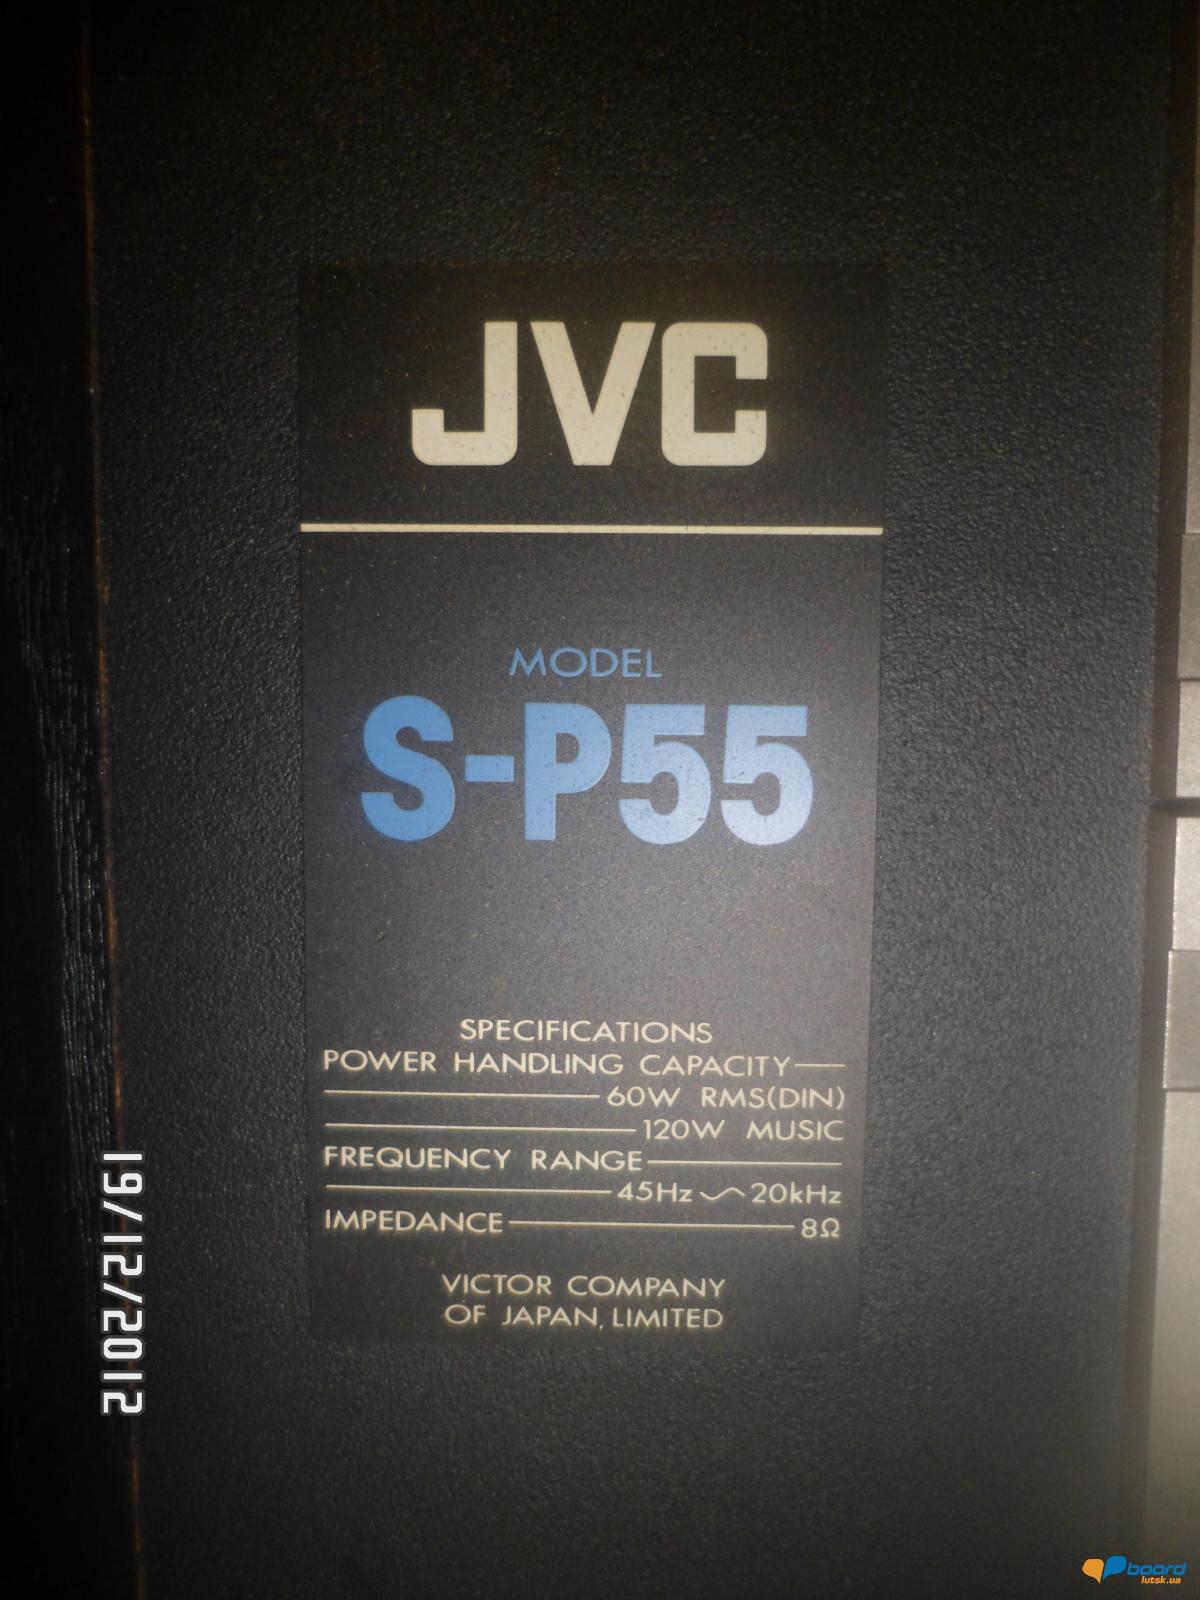 JVC
MODEL
S-P55
SPECIFICATIONS
POWER HANDLING CAPACITY
60W RMS(DIN)
120W MUSIC
FREQUENCY RANGE
45Hz ～ 20kHz
IMPEDANCE 8Ω
VICTOR COMPANY
OF JAPAN, LIMITED
19/12/2012
board
lutsk.ua